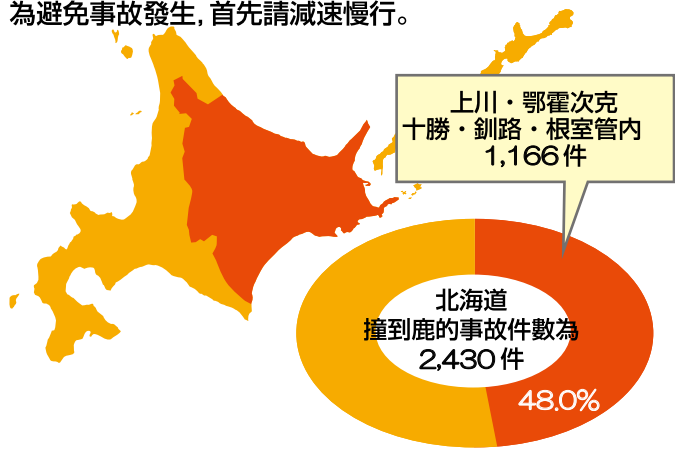 為避免事故發生，首先請減速慢行。
上川・鄂霍次克
十勝・釧路・根室管內
1,166件
北海道
撞到鹿的事故件數為
2,430件
48.0%